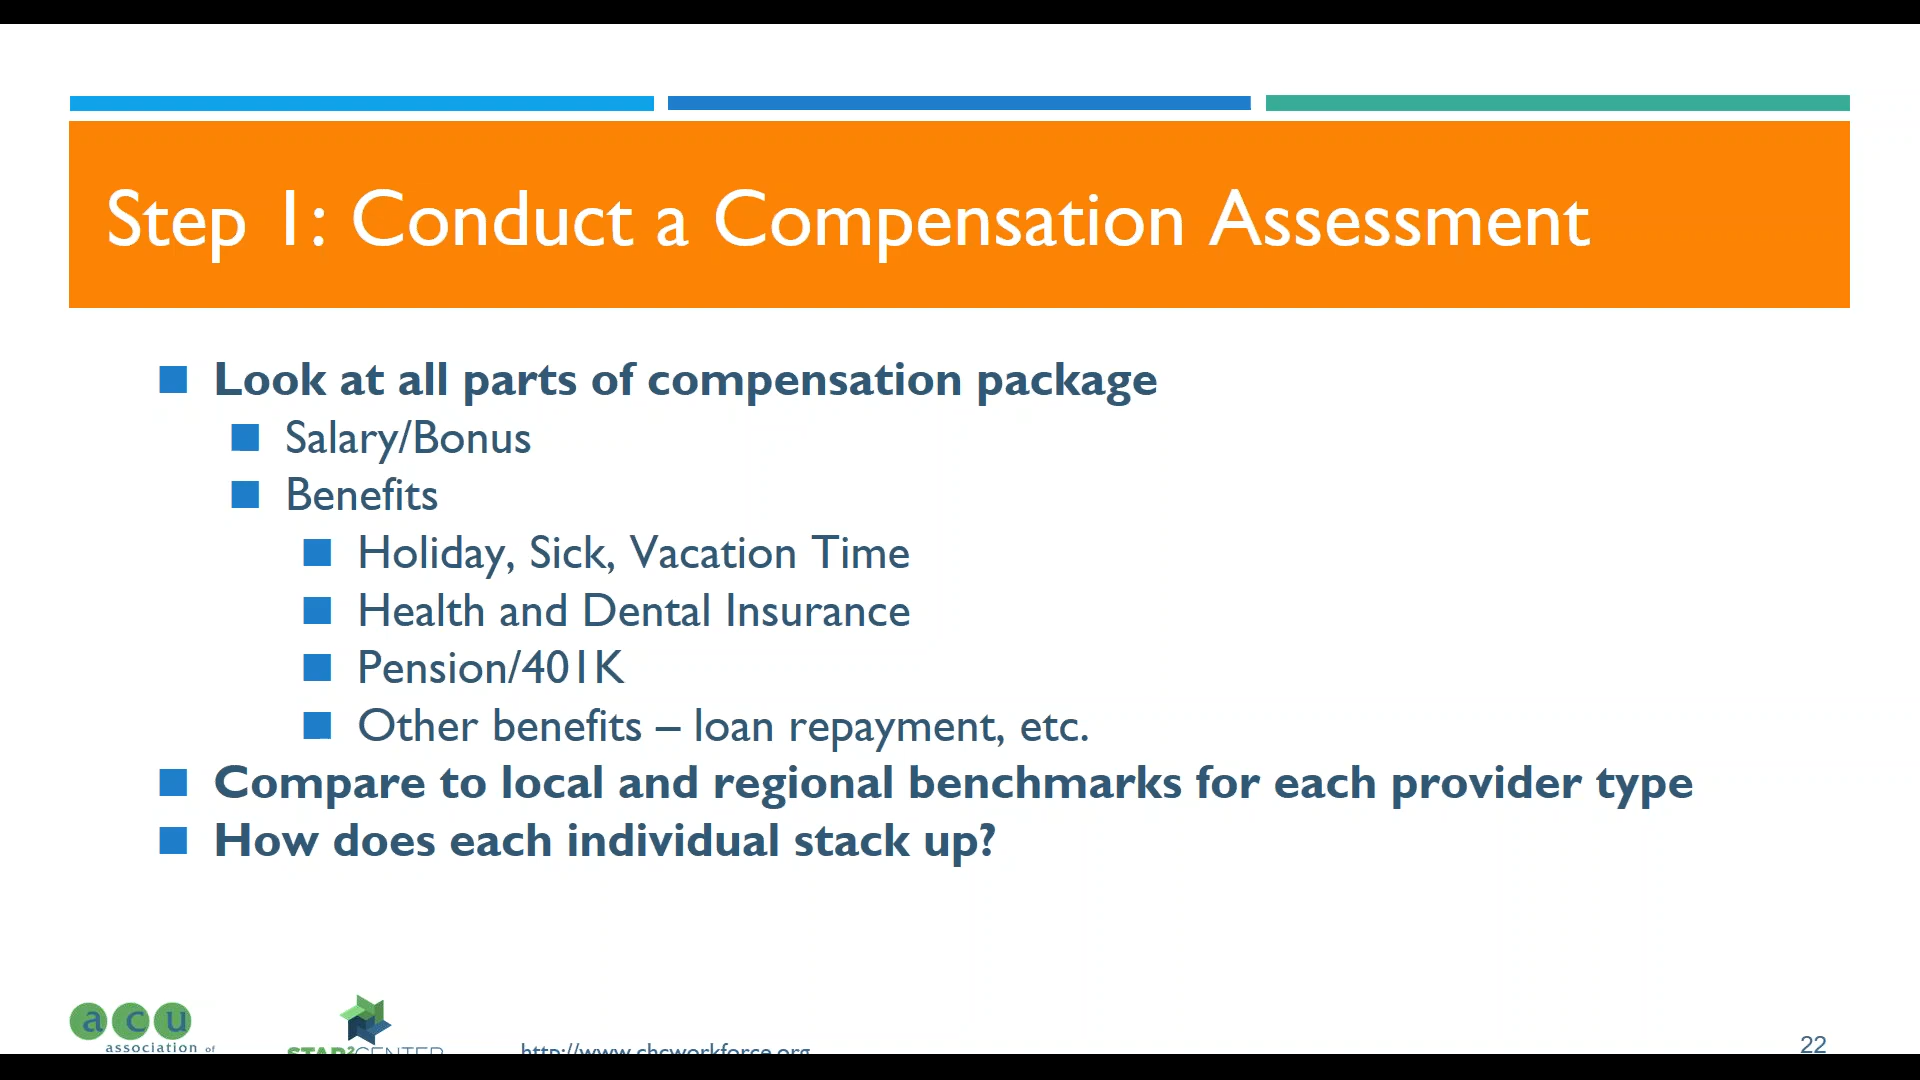 Step 1: Conduct a Compensation Assessment
Look at all parts of compensation package
Salary/Bonus
Benefits
Holiday, Sick, Vacation Time
Health and Dental Insurance
Pension/401K
Other benefits – loan repayment, etc.
Compare to local and regional benchmarks for each provider type
How does each individual stack up?
acu
association of
STAR²CENTER
http://www.chcworkforce.org
22